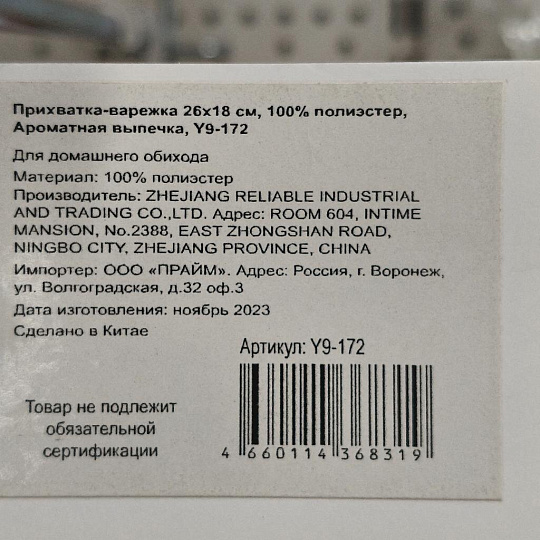 Прихватка-варежка 26х18 см, 100% полиэстер,
Ароматная выпечка, Y9-172
Для домашнего обихода
Материал: 100% полиэстер
Производитель: ZHEJIANG RELIABLE INDUSTRIAL
AND TRADING CO.,LTD. Адрес: ROOM 604, INTIME
MANSION, No.2388, EAST ZHONGSHAN ROAD,
NINGBO CITY, ZHEJIANG PROVINCE, CHINA
Импортер: ООО «ПРАЙМ». Адрес: Россия, г. Воронеж,
ул. Волгоградская, д.32 оф.3
Дата изготовления: ноябрь 2023
Сделано в Китае
Артикул: Y9-172
Товар не подлежит
обязательной
сертификации
4 660114 368319